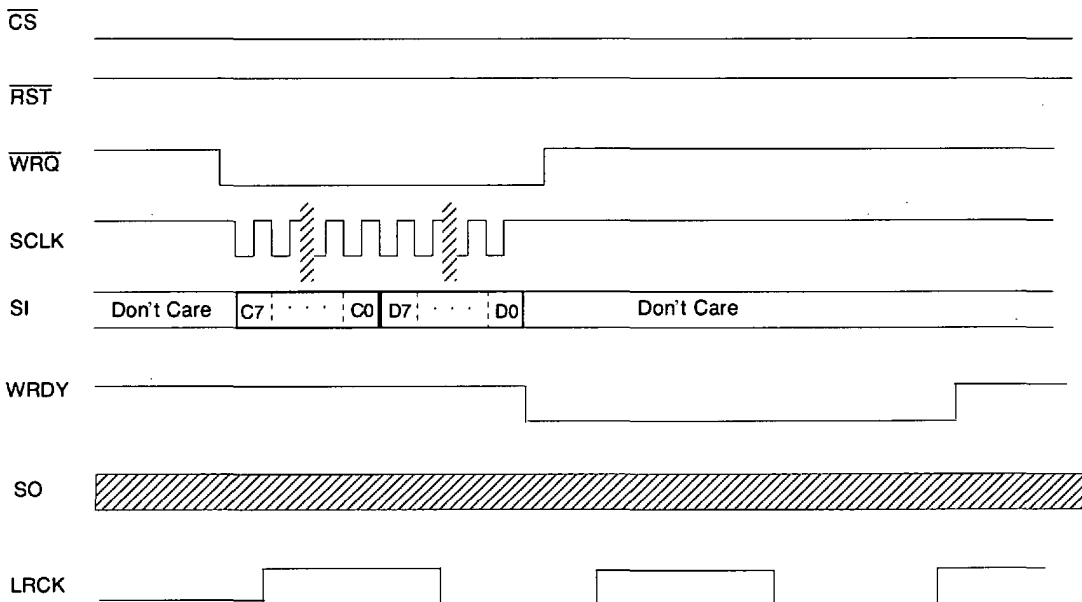 CS
RST
WRQ
SCLK
SI Don't Care C7 · · · C0 D7 · · · D0 Don't Care
WRDY
SO
LRCK